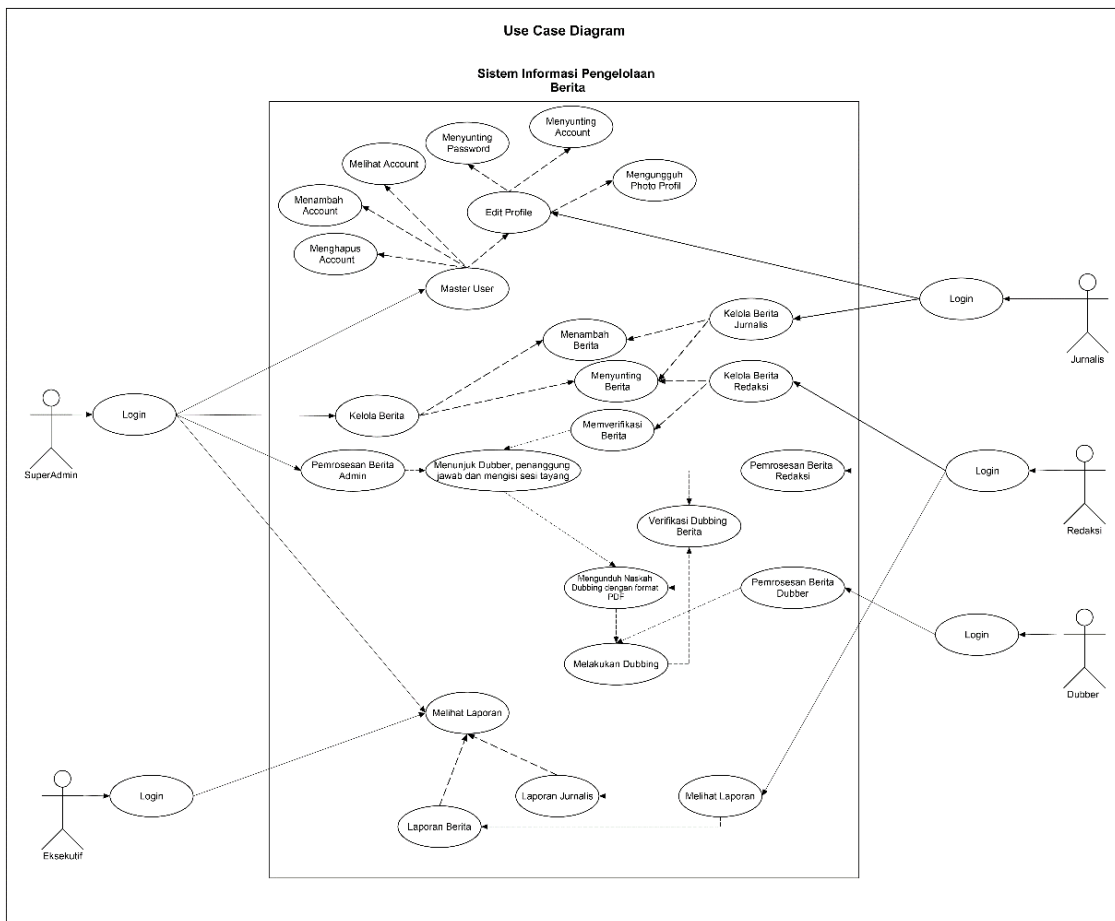 Use Case Diagram
Sistem Informasi Pengelolaan
Berita
Menyunting
Account
Menyunting
Password
Melihat Account
Mengungguh
Photo Profil
Menambah
Account
Edit Profile
Menghapus
Account
Master User
Login
Jurnalis
Kelola Berita
Jurnalis
Menambah
Berita
Menyunting
Berita
Kelola Berita
Redaksi
Login
SuperAdmin
Kelola Berita
Memverifikasi
Berita
Pemrosesan Berita
Admin
Menunjuk Dubber, penanggung
jawab dan mengisi sesi tayang
Pemrosesan Berita
Redaksi
Login
Redaksi
Verifikasi Dubbing
Berita
Mengunduh Naskah
Dubbing dengan format
PDF
Pemrosesan Berita
Dubber
Login
Dubber
Melakukan Dubbing
Melihat Laporan
Login
Eksekutif
Laporan Jurnalis
Melihat Laporan
Laporan Berita